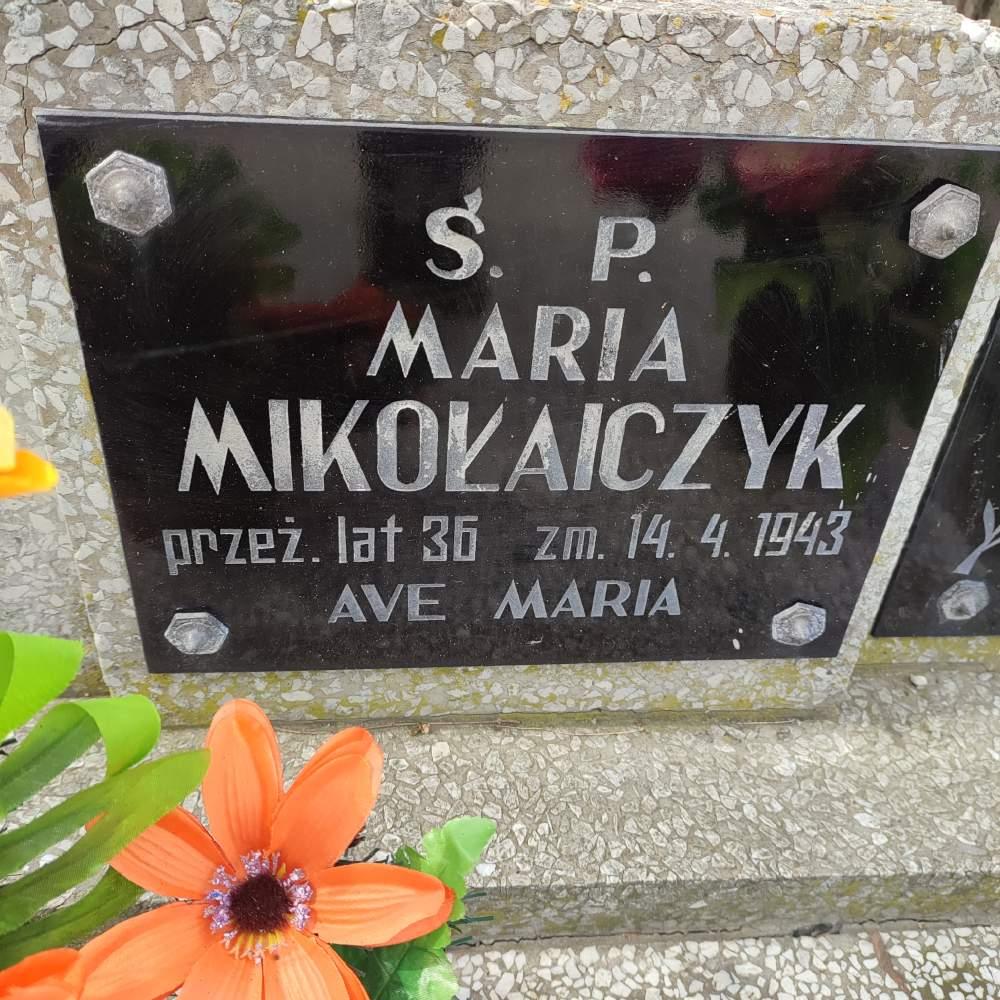 Ś. P.
MARIA
MIKOŁAICZYK
przeż. lat 36 zm. 14. 4. 1943
AVE MARIA